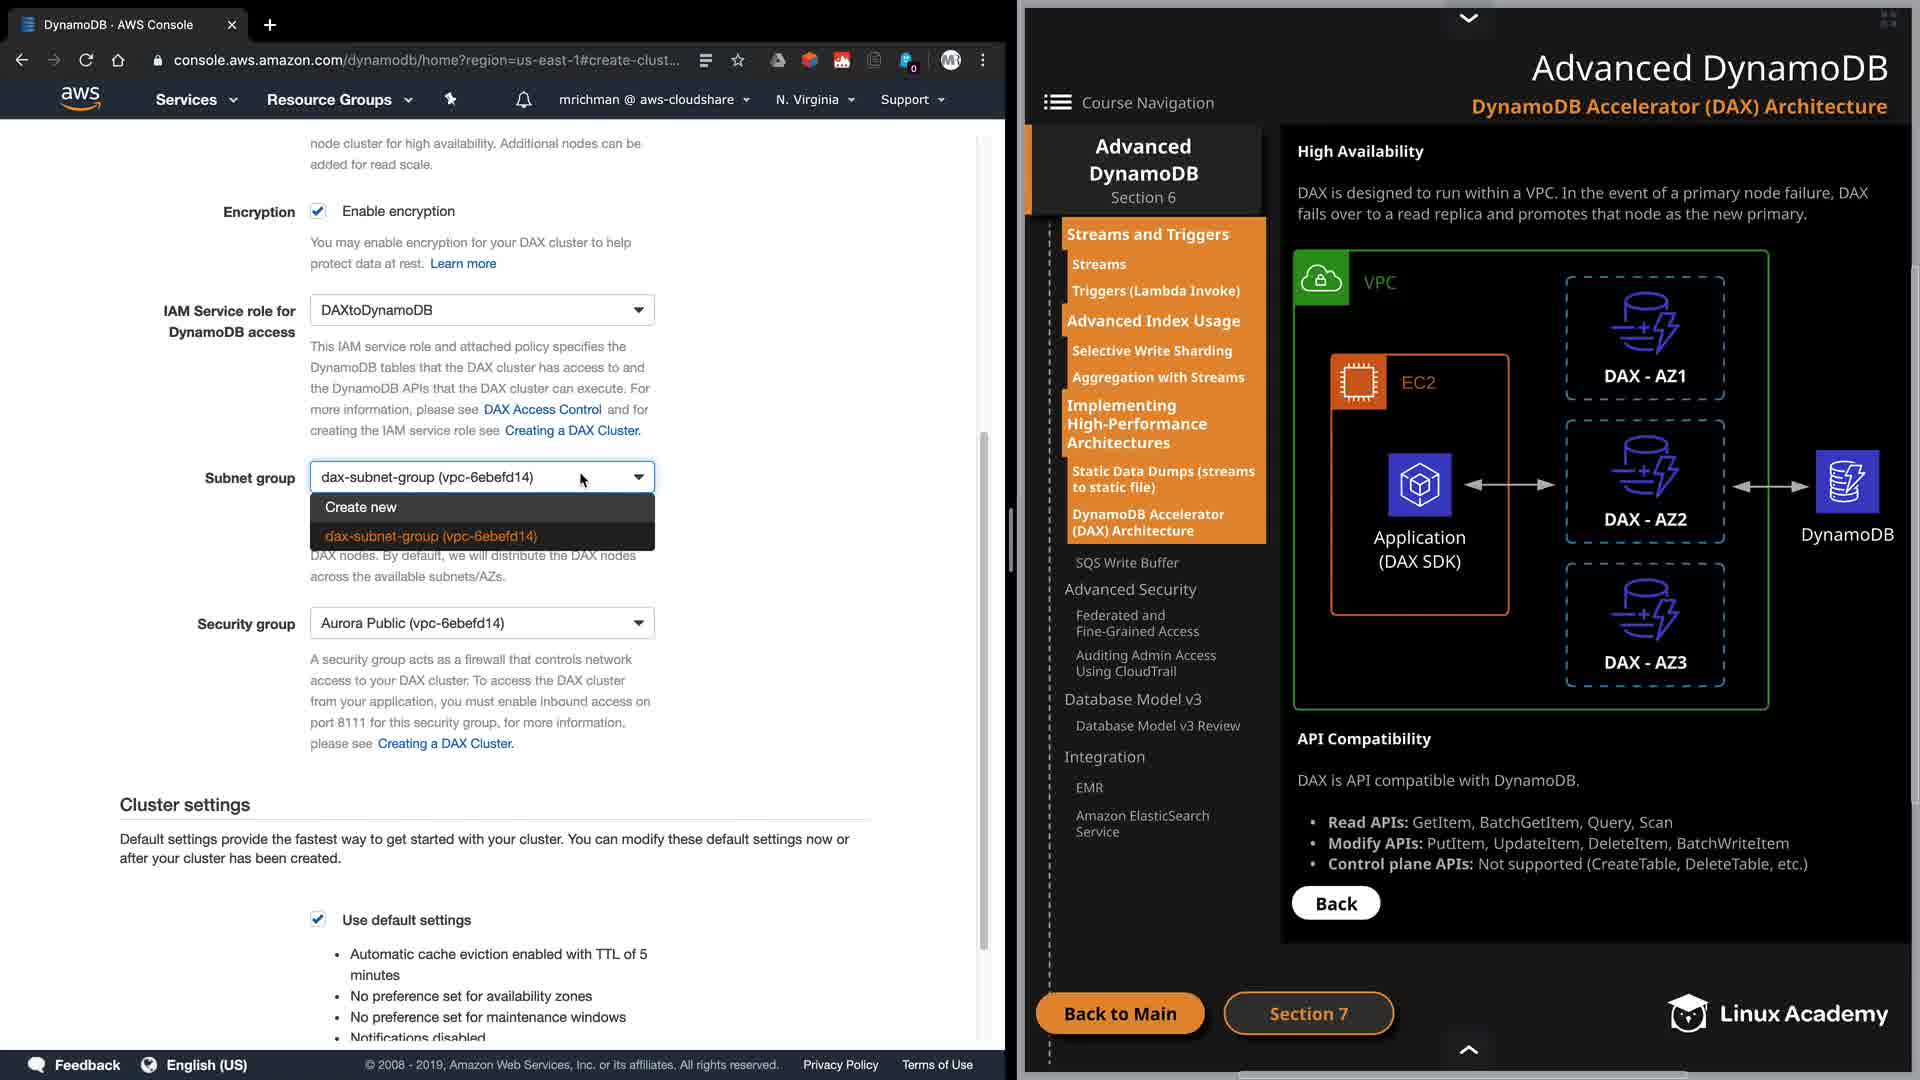 DynamoDB · AWS Console
console.aws.amazon.com/dynamodb/home?region=us-east-1#create-clust...
0
aws
Services
Resource Groups
mrichman @ aws-cloudshare
N. Virginia
Support
node cluster for high availability. Additional nodes can be
added for read scale.
Encryption
Enable encryption
You may enable encryption for your DAX cluster to help
protect data at rest. Learn more
IAM Service role for
DynamoDB access
DAXtoDynamoDB
This IAM service role and attached policy specifies the
DynamoDB tables that the DAX cluster has access to and
the DynamoDB APIs that the DAX cluster can execute. For
more information, please see DAX Access Control and for
creating the IAM service role see Creating a DAX Cluster.
Subnet group
dax-subnet-group (vpc-6ebefd14)
Create new
dax-subnet-group (vpc-6ebefd14)
DAX nodes. By default, we will distribute the DAX nodes
across the available subnets/AZs.
Security group
Aurora Public (vpc-6ebefd14)
A security group acts as a firewall that controls network
access to your DAX cluster. To access the DAX cluster
from your application, you must enable inbound access on
port 8111 for this security group, for more information,
please see Creating a DAX Cluster.
Cluster settings
Default settings provide the fastest way to get started with your cluster. You can modify these default settings now or
after your cluster has been created.
Use default settings
• Automatic cache eviction enabled with TTL of 5
minutes
• No preference set for availability zones
• No preference set for maintenance windows
• Notifications disabled
Feedback
English (US)
© 2008 - 2019, Amazon Web Services, Inc. or its affiliates. All rights reserved.
Privacy Policy
Terms of Use
Advanced DynamoDB
DynamoDB Accelerator (DAX) Architecture
Course Navigation
Advanced
DynamoDB
Section 6
Streams and Triggers
Streams
Triggers (Lambda Invoke)
Advanced Index Usage
Selective Write Sharding
Aggregation with Streams
Implementing
High-Performance
Architectures
Static Data Dumps (streams
to static file)
DynamoDB Accelerator
(DAX) Architecture
SQS Write Buffer
Advanced Security
Federated and
Fine-Grained Access
Auditing Admin Access
Using CloudTrail
Database Model v3
Database Model v3 Review
Integration
EMR
Amazon ElasticSearch
Service
High Availability
DAX is designed to run within a VPC. In the event of a primary node failure, DAX
fails over to a read replica and promotes that node as the new primary.
VPC
EC2
Application
(DAX SDK)
DAX - AZ1
DAX - AZ2
DAX - AZ3
DynamoDB
API Compatibility
DAX is API compatible with DynamoDB.
• Read APIs: GetItem, BatchGetItem, Query, Scan
• Modify APIs: PutItem, UpdateItem, DeleteItem, BatchWriteItem
• Control plane APIs: Not supported (CreateTable, DeleteTable, etc.)
Back
Back to Main
Section 7
Linux Academy